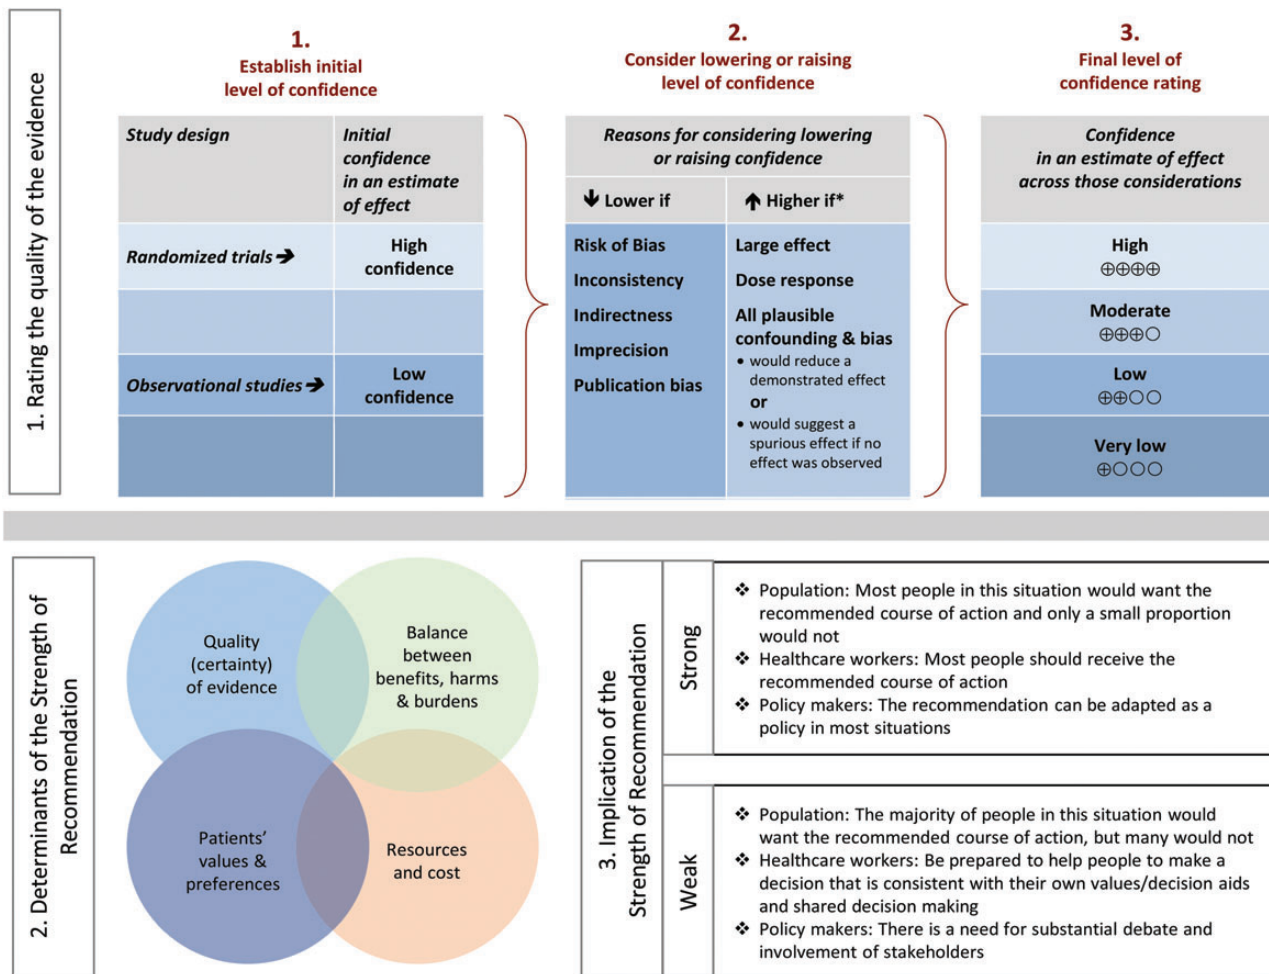 1. Rating the quality of the evidence
1.
Establish initial
level of confidence
Study design
Initial
confidence
in an estimate
of effect
Randomized trials ➔
High
confidence
Observational studies ➔
Low
confidence
2.
Consider lowering or raising
level of confidence
Reasons for considering lowering
or raising confidence
🡻 Lower if
🡹 Higher if*
Risk of Bias
Inconsistency
Indirectness
Imprecision
Publication bias
Large effect
Dose response
All plausible
confounding & bias
• would reduce a
demonstrated effect
or
• would suggest a
spurious effect if no
effect was observed
3.
Final level of
confidence rating
Confidence
in an estimate of effect
across those considerations
High
⊕⊕⊕⊕
Moderate
⊕⊕⊕○
Low
⊕⊕○○
Very low
⊕○○○
2. Determinants of the Strength of
Recommendation
Quality
(certainty)
of evidence
Balance
between
benefits, harms
& burdens
Patients’
values &
preferences
Resources
and cost
3. Implication of the
Strength of Recommendation
Strong
❖ Population: Most people in this situation would want the
recommended course of action and only a small proportion
would not
❖ Healthcare workers: Most people should receive the
recommended course of action
❖ Policy makers: The recommendation can be adapted as a
policy in most situations
Weak
❖ Population: The majority of people in this situation would
want the recommended course of action, but many would not
❖ Healthcare workers: Be prepared to help people to make a
decision that is consistent with their own values/decision aids
and shared decision making
❖ Policy makers: There is a need for substantial debate and
involvement of stakeholders